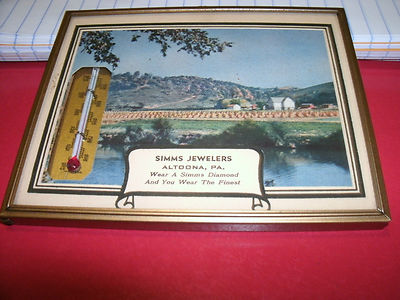 SIMMS JEWELERS
ALTOONA, PA.
Wear A Simms Diamond
And You Wear The Finest